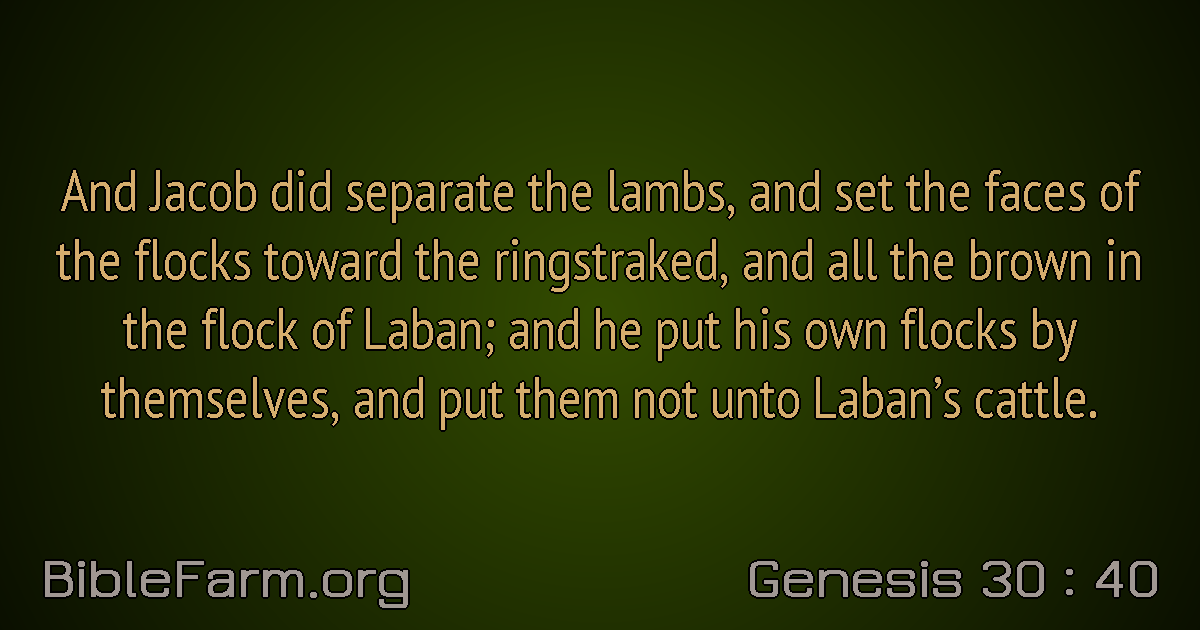 And Jacob did separate the lambs, and set the faces of
the flocks toward the ringstraked, and all the brown in
the flock of Laban; and he put his own flocks by
themselves, and put them not unto Laban’s cattle.
BibleFarm.org
Genesis 30 : 40